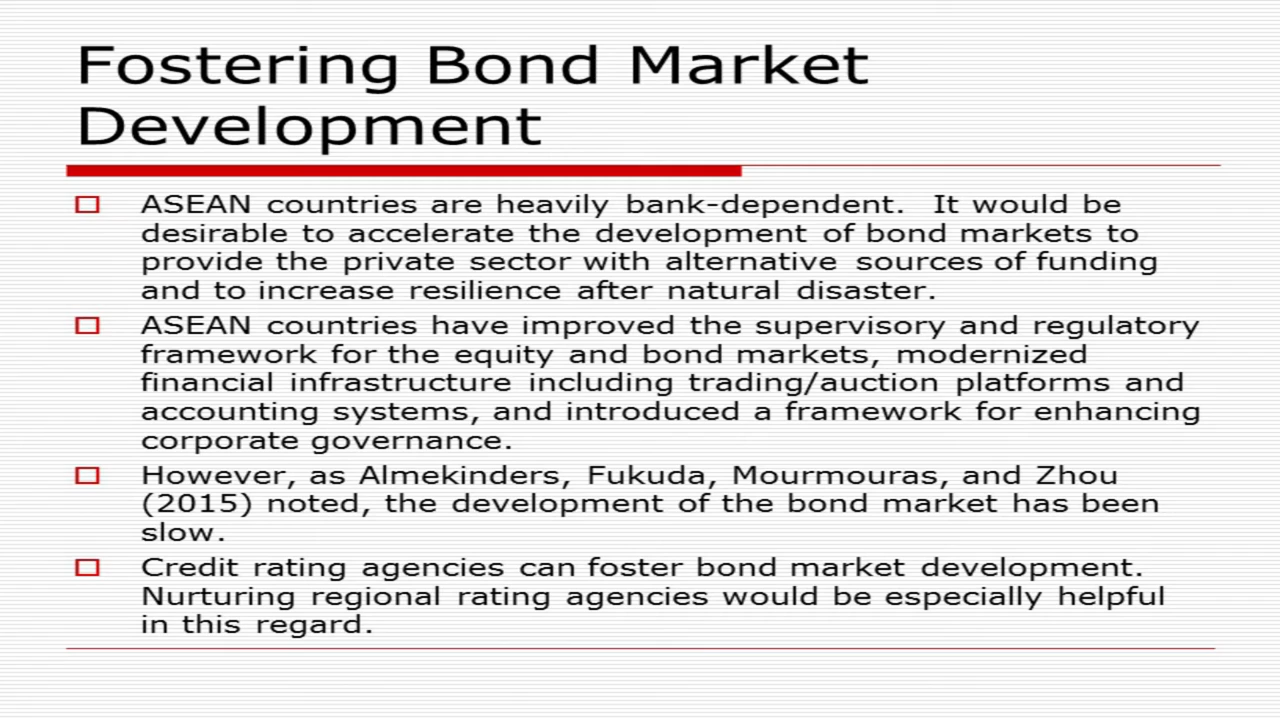 Fostering Bond Market
Development
ASEAN countries are heavily bank-dependent.  It would be
desirable to accelerate the development of bond markets to
provide the private sector with alternative sources of funding
and to increase resilience after natural disaster.
ASEAN countries have improved the supervisory and regulatory
framework for the equity and bond markets, modernized
financial infrastructure including trading/auction platforms and
accounting systems, and introduced a framework for enhancing
corporate governance.
However, as Almekinders, Fukuda, Mourmouras, and Zhou
(2015) noted, the development of the bond market has been
slow.
Credit rating agencies can foster bond market development.
Nurturing regional rating agencies would be especially helpful
in this regard.